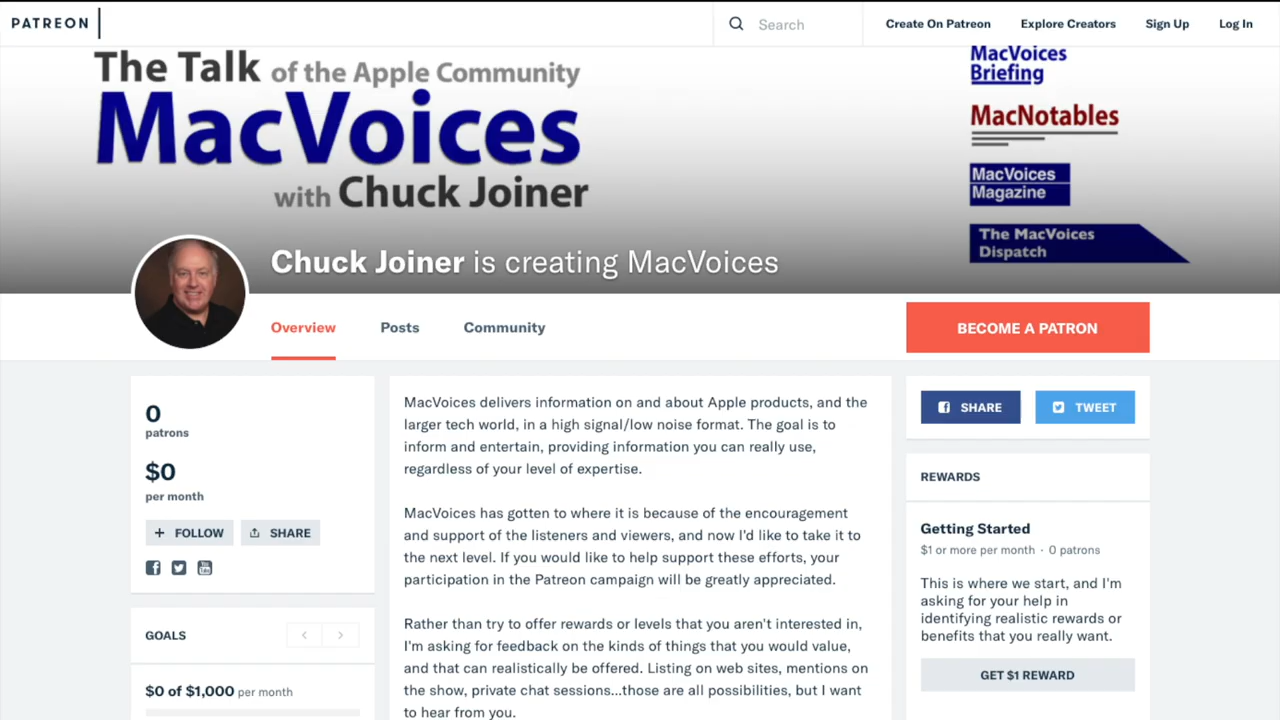 PATREON
Search
Create On Patreon
Explore Creators
Sign Up
Log In
The Talk of the Apple Community
MacVoices
with Chuck Joiner
MacVoices
Briefing
MacNotables
MacVoices
Magazine
The MacVoices
Dispatch
Chuck Joiner is creating MacVoices
Overview
Posts
Community
BECOME A PATRON
0
patrons
$0
per month
+ FOLLOW
SHARE
GOALS
$0 of $1,000 per month
MacVoices delivers information on and about Apple products, and the
larger tech world, in a high signal/low noise format. The goal is to
inform and entertain, providing information you can really use,
regardless of your level of expertise.
MacVoices has gotten to where it is because of the encouragement
and support of the listeners and viewers, and now I'd like to take it to
the next level. If you would like to help support these efforts, your
participation in the Patreon campaign will be greatly appreciated.
Rather than try to offer rewards or levels that you aren't interested in,
I'm asking for feedback on the kinds of things that you would value,
and that can realistically be offered. Listing on web sites, mentions on
the show, private chat sessions...those are all possibilities, but I want
to hear from you.
SHARE
TWEET
REWARDS
Getting Started
$1 or more per month · 0 patrons
This is where we start, and I'm
asking for your help in
identifying realistic rewards or
benefits that you really want.
GET $1 REWARD